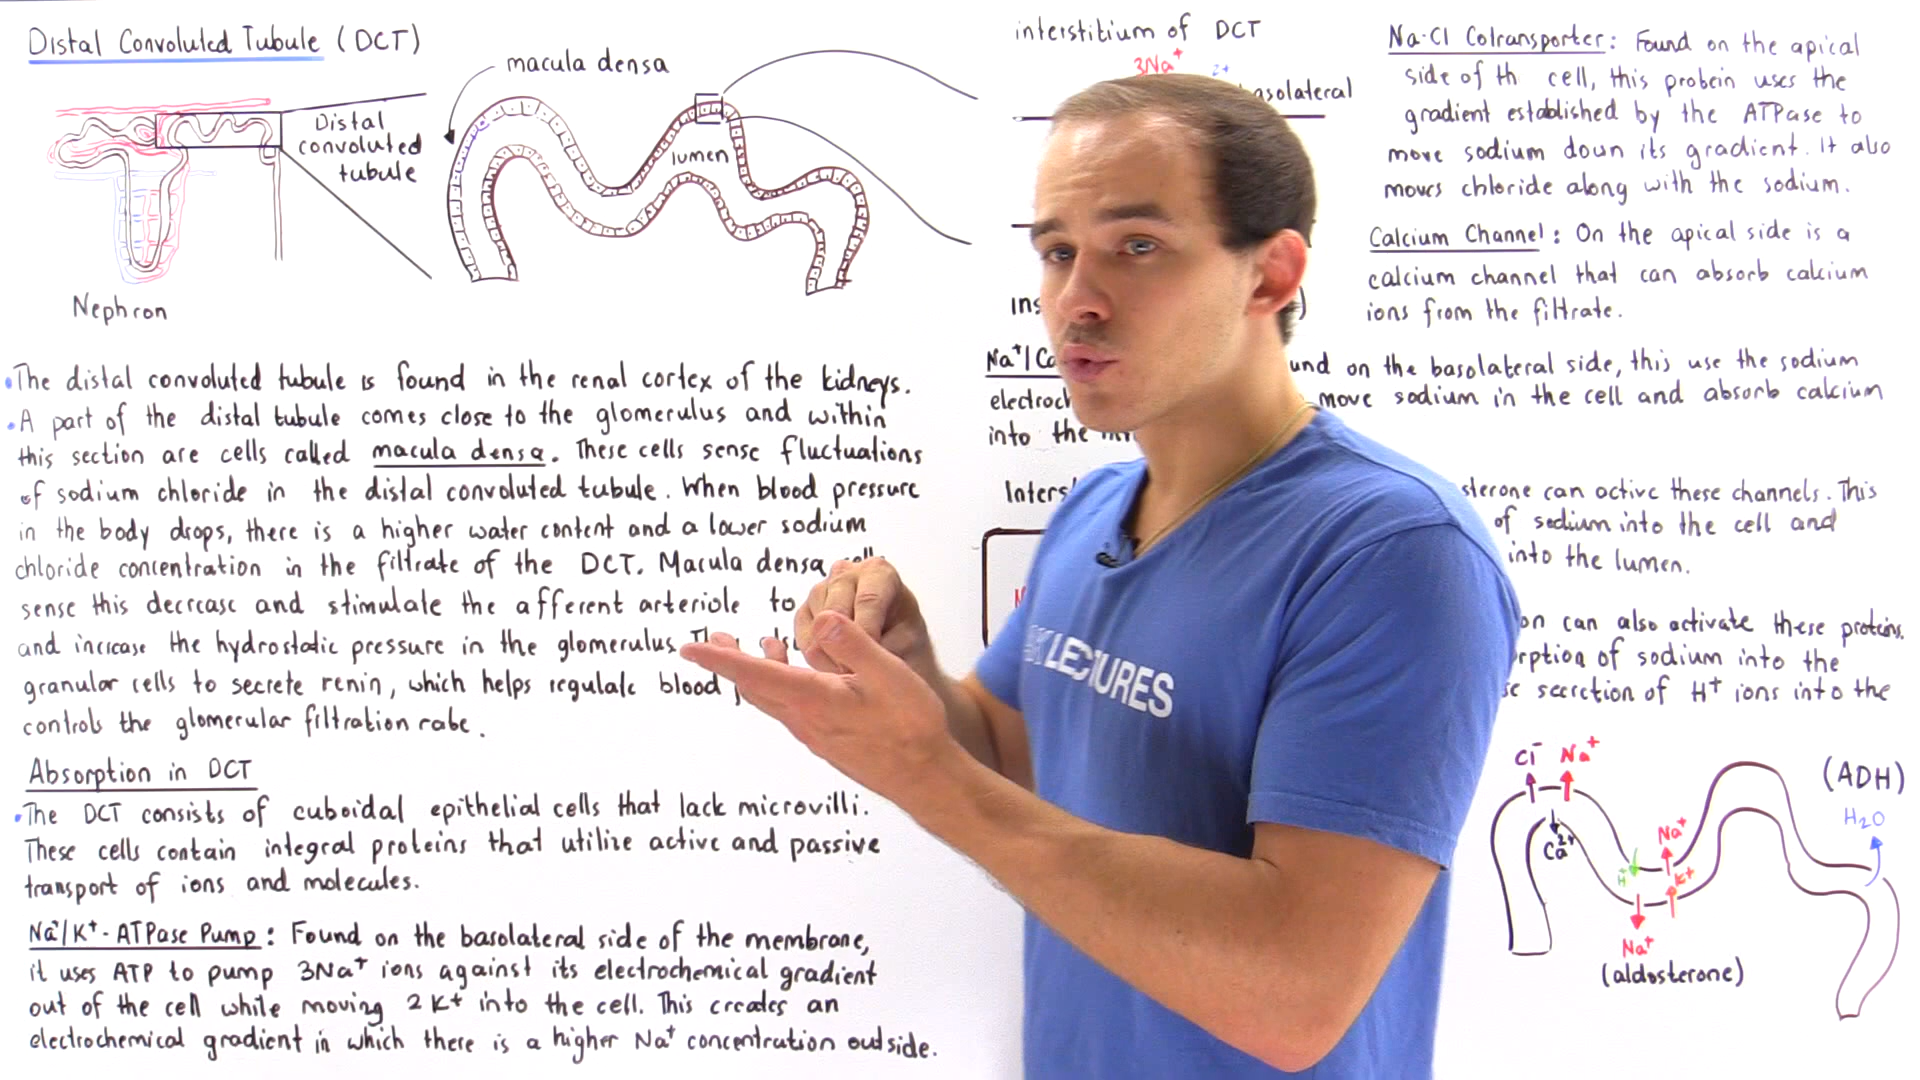 Distal Convoluted Tubule (DCT)
macula densa
Distal
convoluted
tubule
lumen
Nephron
•The distal convoluted tubule is found in the renal cortex of the kidneys.
•A part of the distal tubule comes close to the glomerulus and within
this section are cells called macula densa. These cells sense fluctuations
of sodium chloride in the distal convoluted tubule. When blood pressure
in the body drops, there is a higher water content and a lower sodium
chloride concentration in the filtrate of the DCT. Macula densa
sense this decrease and stimulate the afferent arteriole to
and increase the hydrostatic pressure in the glomerulus.
granular cells to secrete renin, which helps regulate blood
controls the glomerular filtration rate.
Absorption in DCT
•The DCT consists of cuboidal epithelial cells that lack microvilli.
These cells contain integral proteins that utilize active and passive
transport of ions and molecules.
Na+/K+-ATPase Pump: Found on the basolateral side of the membrane,
it uses ATP to pump 3Na+ ions against its electrochemical gradient
out of the cell while moving 2K+ into the cell. This creates an
electrochemical gradient in which there is a higher Na+ concentration outside.
interstitium of DCT
3Na+
2+
basolateral
Na+/Ca
und on the basolateral side, this use the sodium
electroch
move sodium in the cell and absorb calcium
into the
Na-Cl Cotransporter: Found on the apical
side of th cell, this protein uses the
gradient established by the ATPase to
move sodium down its gradient. It also
moves chloride along with the sodium.
Calcium Channel: On the apical side is a
calcium channel that can absorb calcium
ions from the filtrate.
sterone can active these channels. This
of sodium into the cell and
into the lumen.
on can also activate these proteins.
rption of sodium into the
se secretion of H+ ions into the
LECTURES
Cl- Na+
Ca2+
H+
Na+
K+
Na+
(aldosterone)
(ADH)
H2O